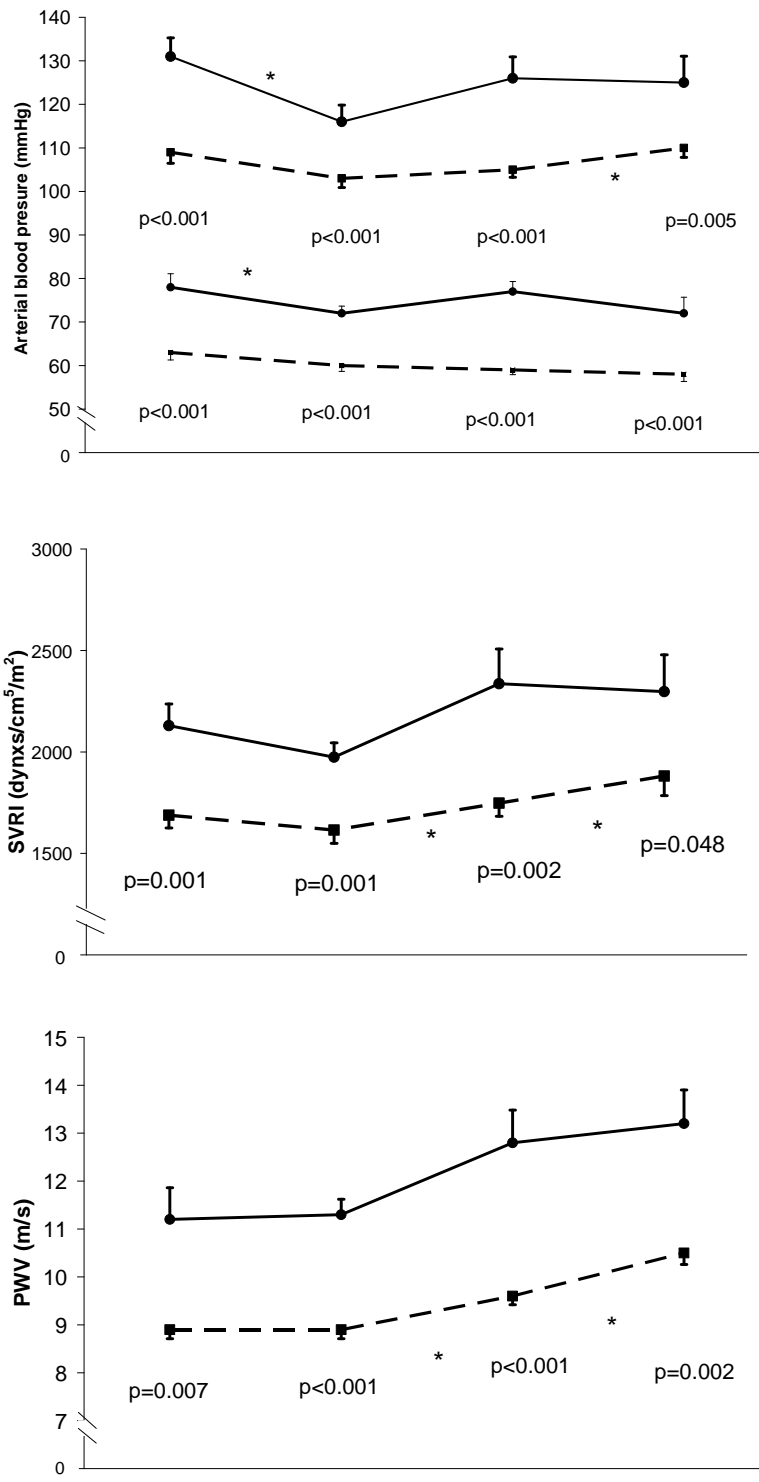 140
130
120
110
100
90
80
70
60
50
0
Arterial blood presure (mmHg)
*
*
p<0.001
p<0.001
p<0.001
p=0.005
*
p<0.001
p<0.001
p<0.001
p<0.001
3000
2500
2000
1500
0
SVRI (dynxs/cm⁵/m²)
*
*
p=0.001
p=0.001
p=0.002
p=0.048
15
14
13
12
11
10
9
8
7
0
PWV (m/s)
*
*
p=0.007
p<0.001
p<0.001
p=0.002